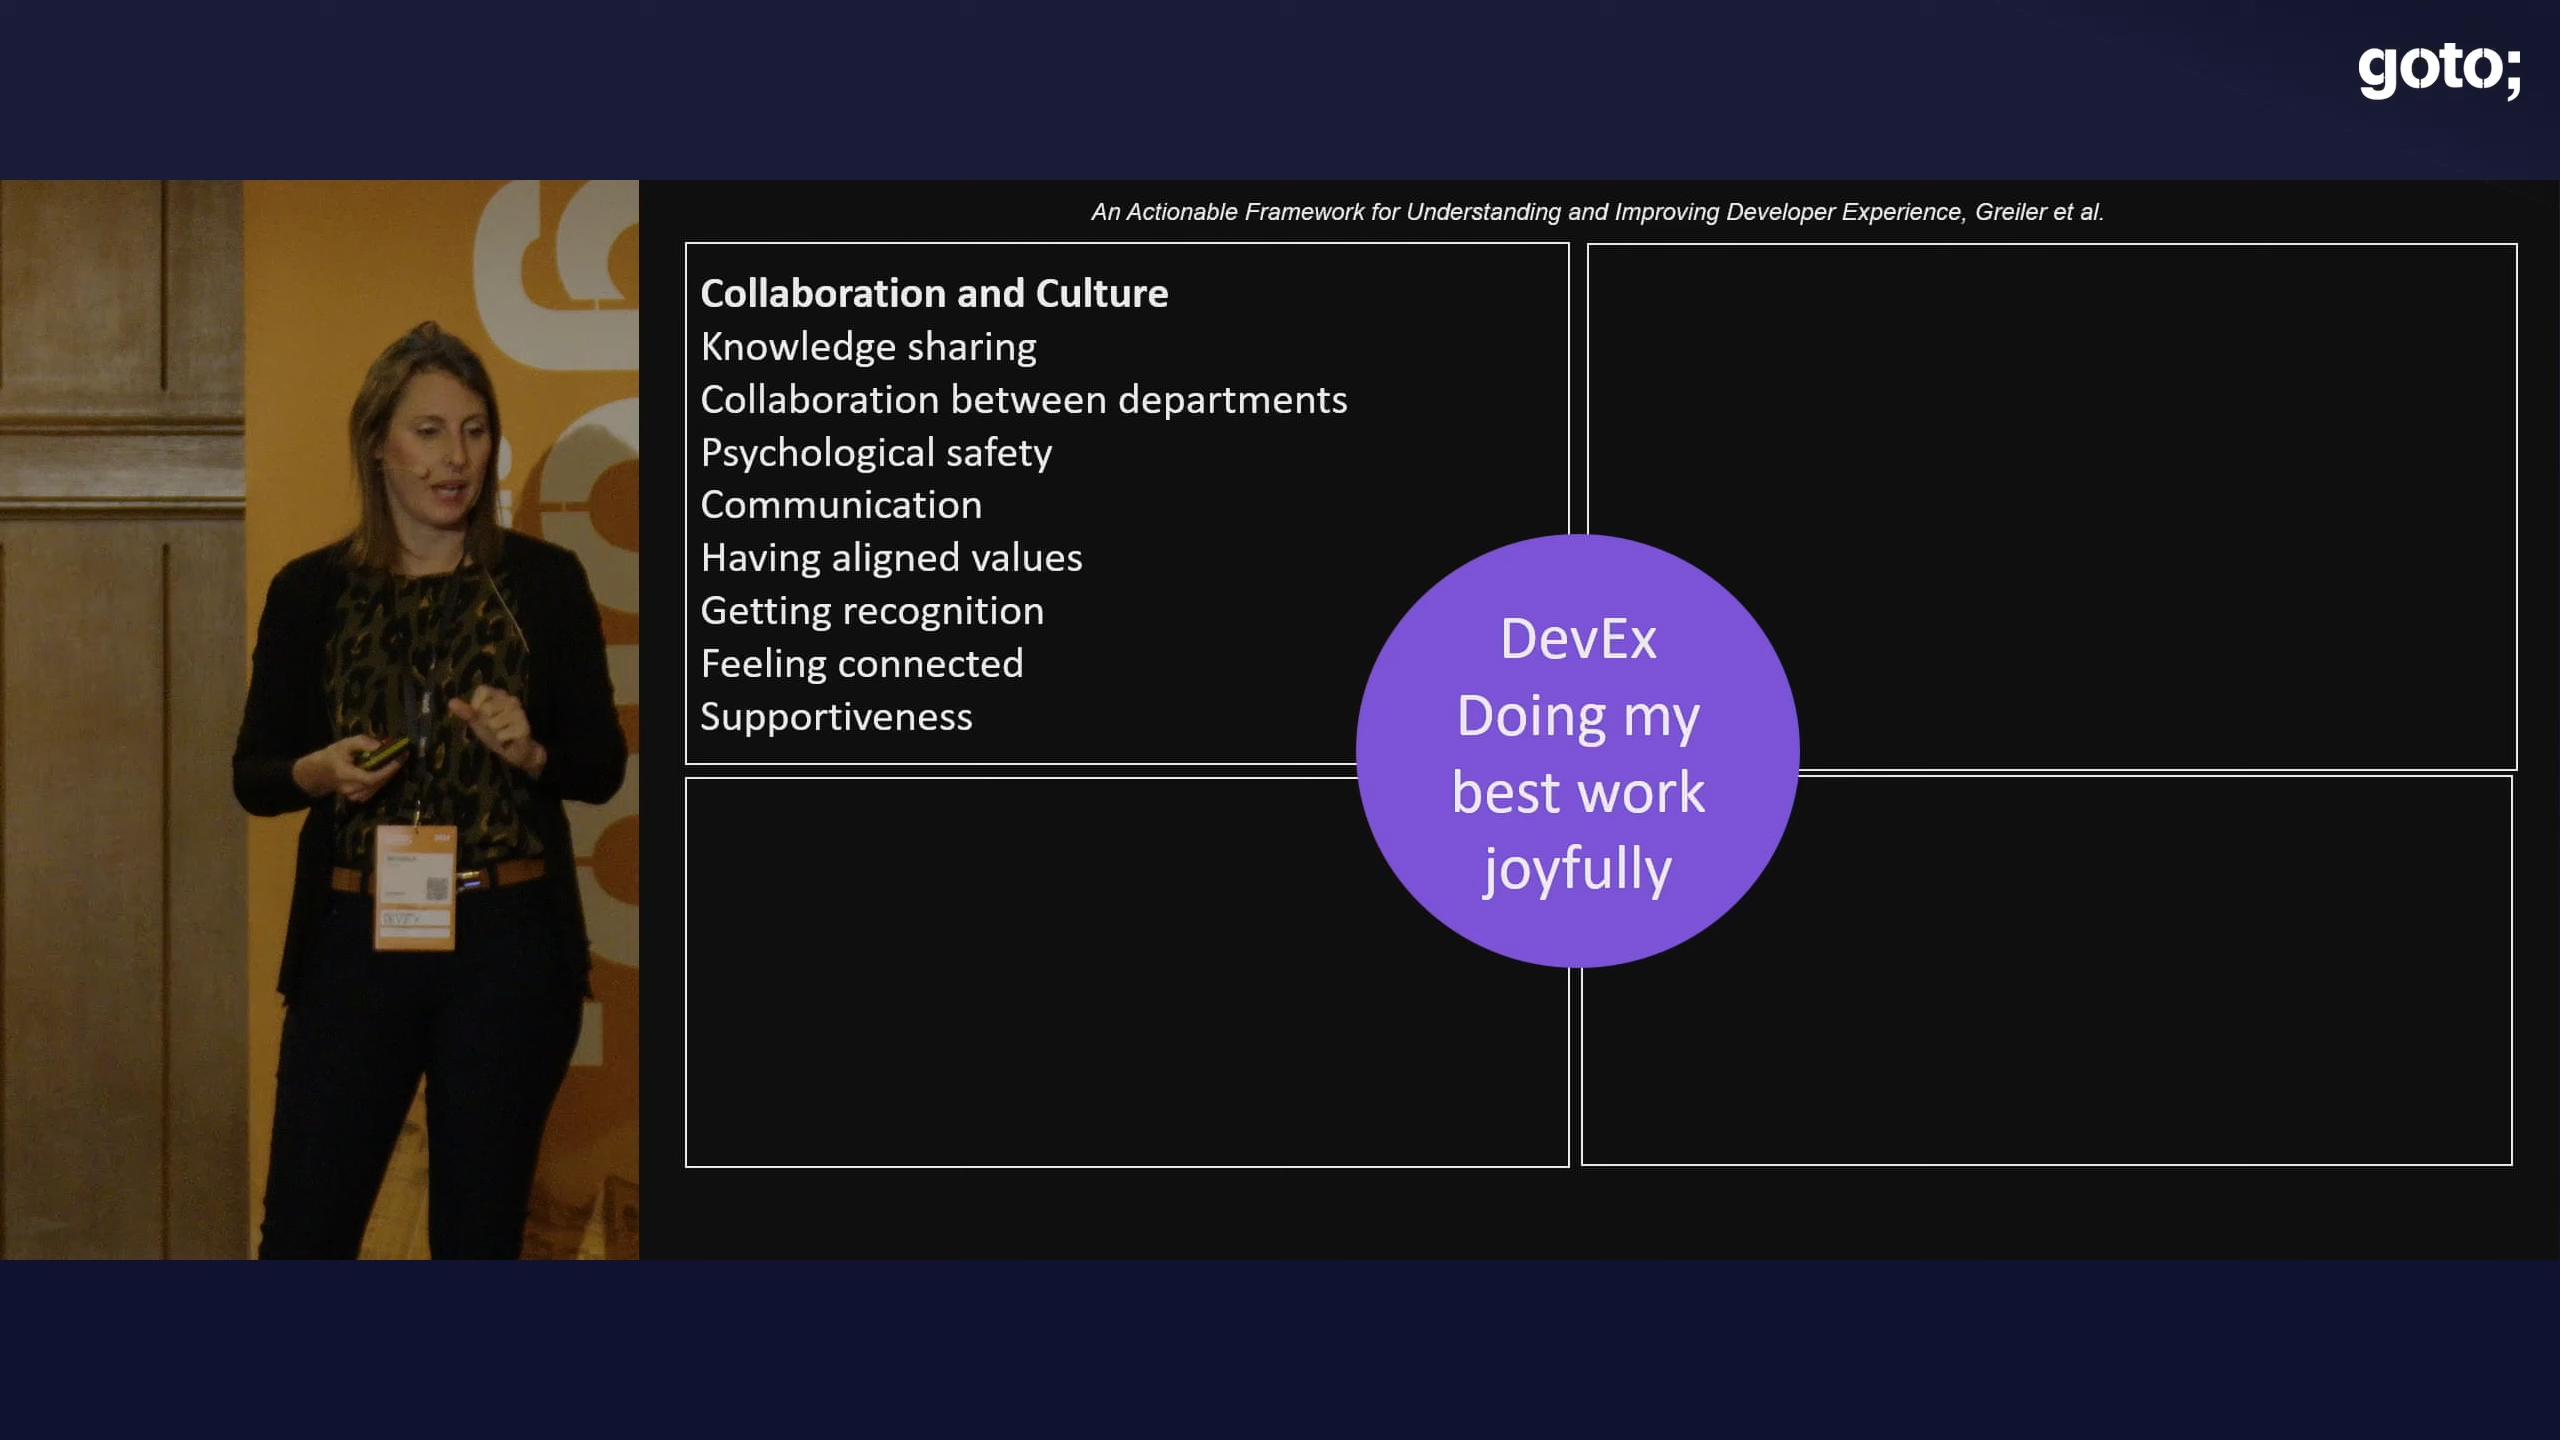 goto;
An Actionable Framework for Understanding and Improving Developer Experience, Greiler et al.
Collaboration and Culture
Knowledge sharing
Collaboration between departments
Psychological safety
Communication
Having aligned values
Getting recognition
Feeling connected
Supportiveness
DevEx
Doing my
best work
joyfully